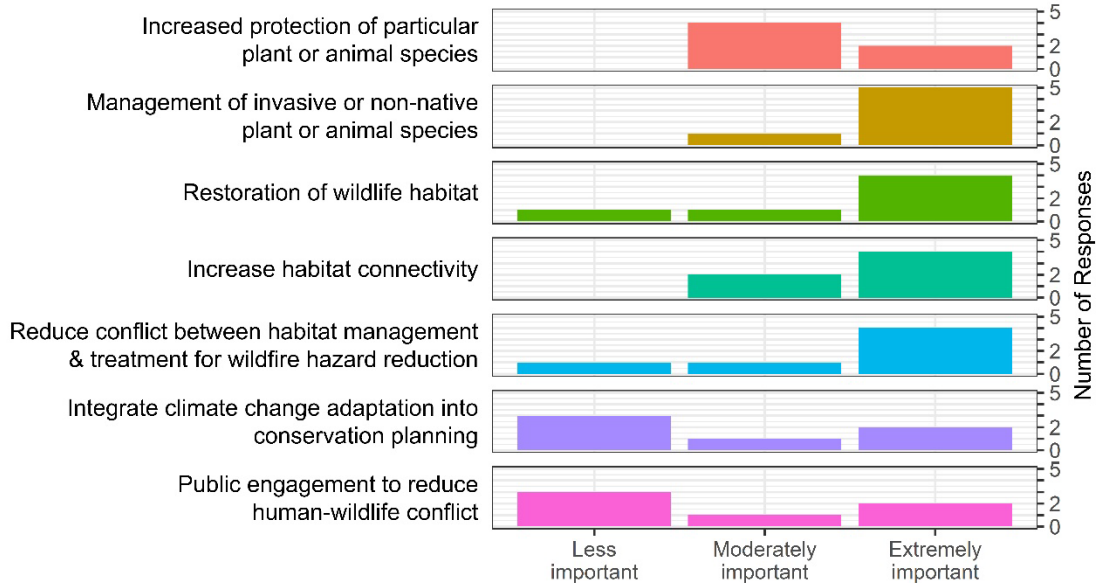 Increased protection of particular
plant or animal species
5
2
0
Management of invasive or non-native
plant or animal species
5
2
0
Restoration of wildlife habitat
5
2
0
Increase habitat connectivity
5
2
0
Reduce conflict between habitat management
& treatment for wildfire hazard reduction
5
2
0
Integrate climate change adaptation into
conservation planning
5
2
0
Public engagement to reduce
human-wildlife conflict
5
2
0
Number of Responses
Less
important
Moderately
important
Extremely
important